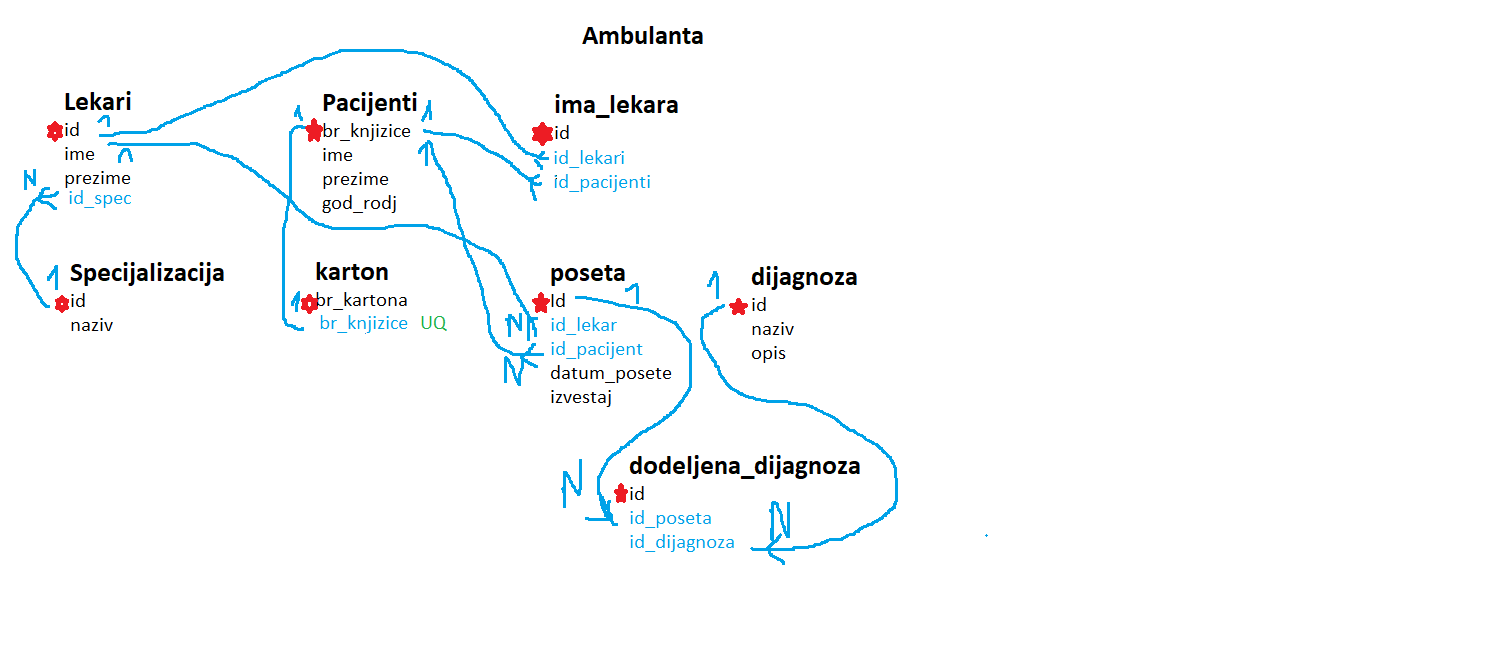 Ambulanta
Lekari
1
id
ime
1
prezime
N
id_spec
Pacijenti
1
1
br_knjizice
1
ime
prezime
god_rodj
ima_lekara
id
id_lekari
id_pacijenti
1
Specijalizacija
id
naziv
karton
1
br_kartona
br_knjizice UQ
poseta
Id
1
N
id_lekar
N
id_pacijent
datum_posete
izvestaj
1
dijagnoza
id
naziv
opis
dodeljena_dijagnoza
N
id
id_poseta
N
id_dijagnoza